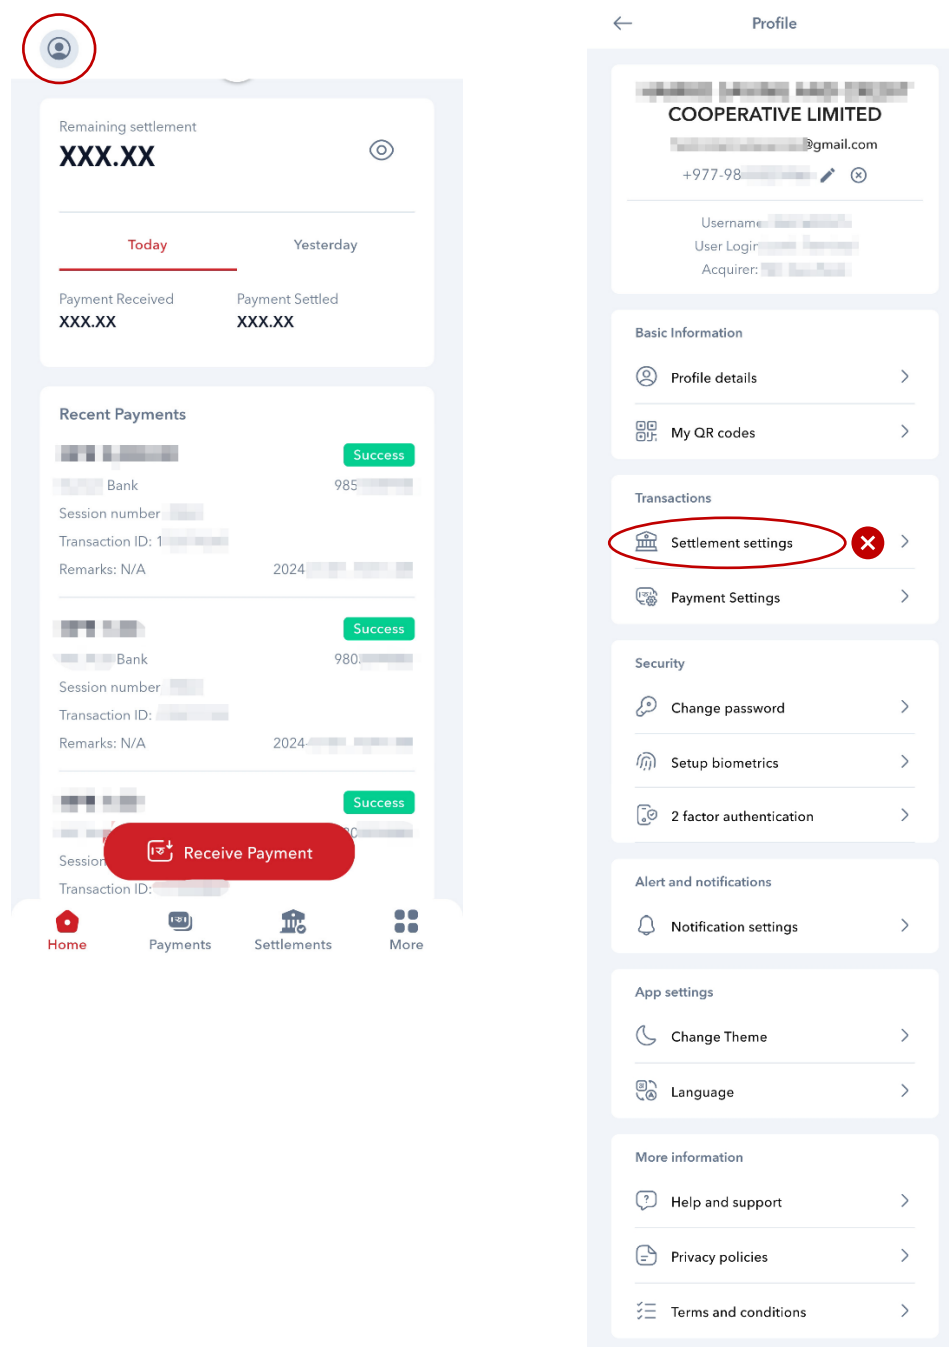 Remaining settlement
XXX.XX
Today
Yesterday
Payment Received
Payment Settled
XXX.XX
XXX.XX
Recent Payments
Success
Bank
985
Session number
Transaction ID: 1
Remarks: N/A
2024
Success
Bank
980
Session number
Transaction ID:
Remarks: N/A
2024-
Success
Session
Receive Payment
Transaction ID:
Home
Payments
Settlements
More
Profile
COOPERATIVE LIMITED
@gmail.com
+977-98
Username
User Login
Acquirer:
Basic Information
Profile details
My QR codes
Transactions
Settlement settings
Payment Settings
Security
Change password
Setup biometrics
2 factor authentication
Alert and notifications
Notification settings
App settings
Change Theme
Language
More information
Help and support
Privacy policies
Terms and conditions